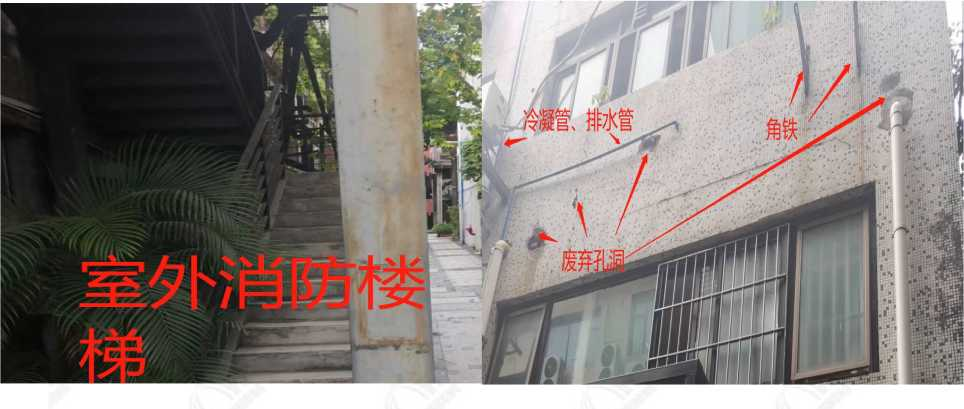 室外消防楼
梯
冷凝管、排水管
角铁
废弃孔洞